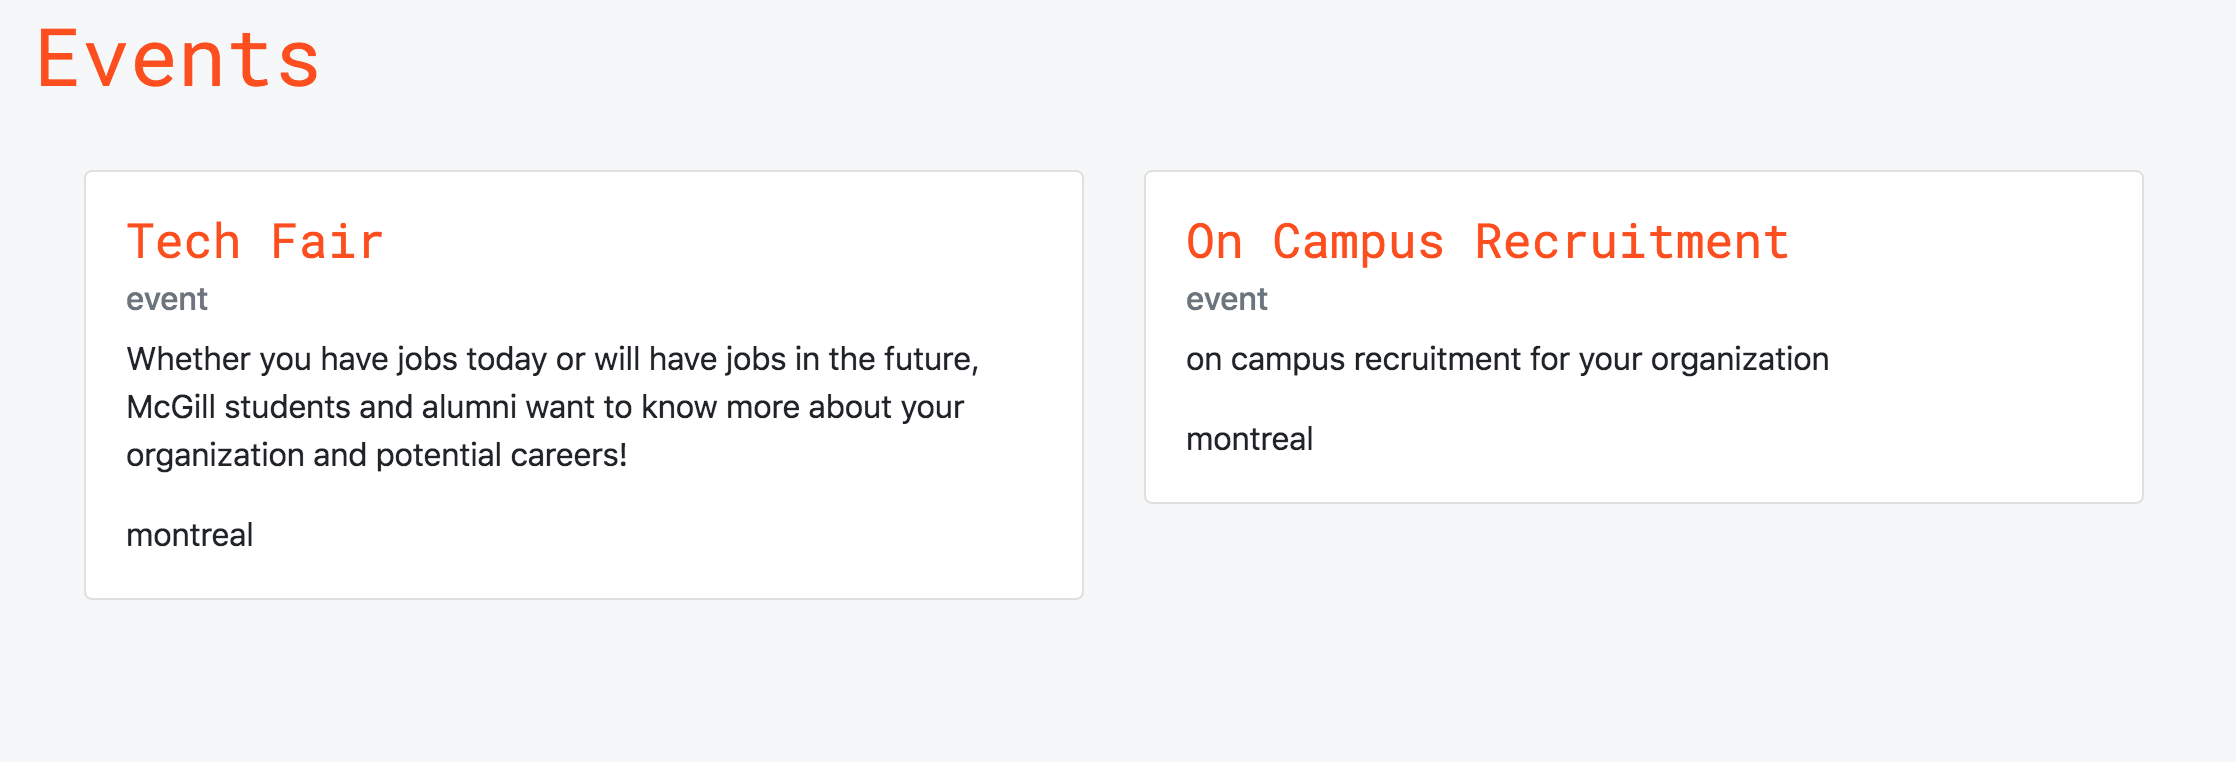 Events
Tech Fair
event
Whether you have jobs today or will have jobs in the future,
McGill students and alumni want to know more about your
organization and potential careers!
montreal
On Campus Recruitment
event
on campus recruitment for your organization
montreal